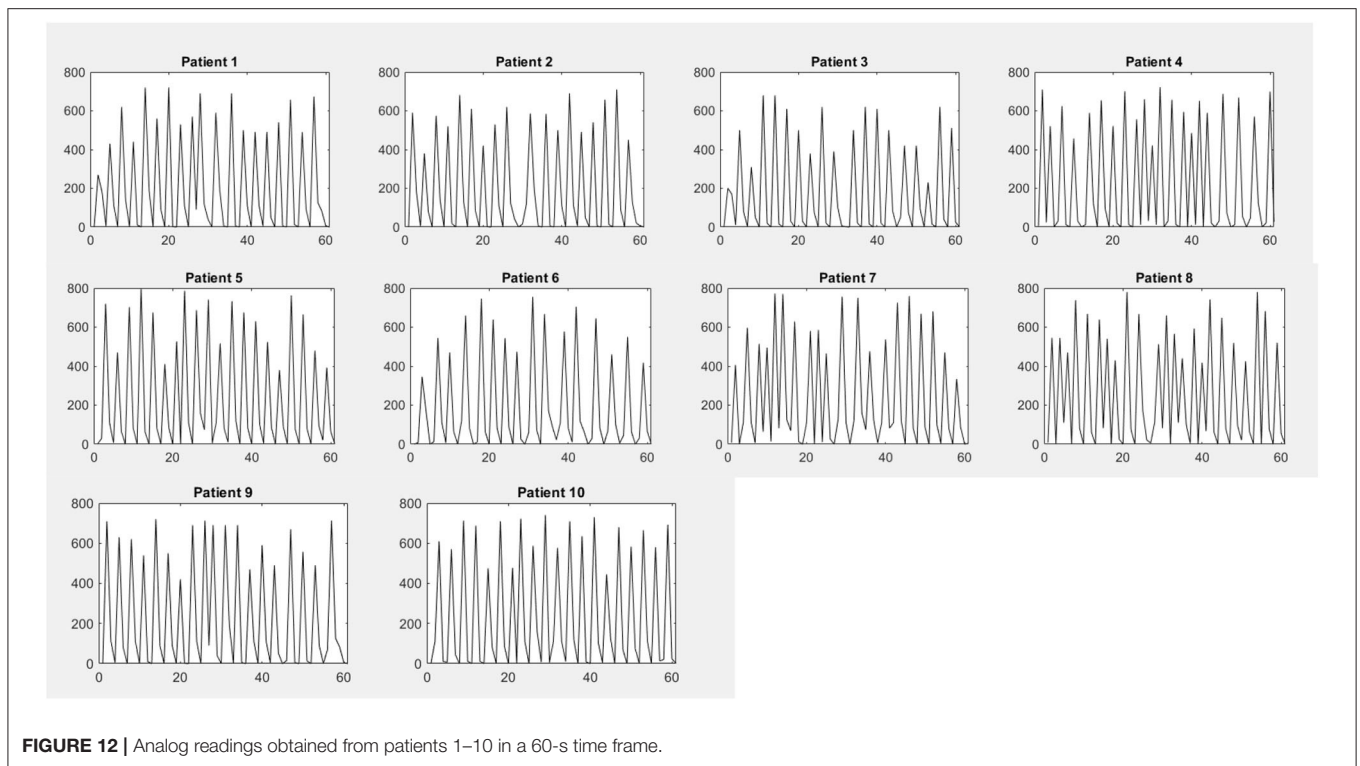 Patient 1 Patient 2 Patient 3 Patient 4
800 800 800 800
600 600 600 600
400 400 400 400
200 200 200 200
0 0 0 0
0 20 40 60 0 20 40 60 0 20 40 60 0 20 40 60
Patient 5 Patient 6 Patient 7 Patient 8
800 800 800 800
600 600 600 600
400 400 400 400
200 200 200 200
0 0 0 0
0 20 40 60 0 20 40 60 0 20 40 60 0 20 40 60
Patient 9 Patient 10
800 800
600 600
400 400
200 200
0 0
0 20 40 60 0 20 40 60
FIGURE 12 | Analog readings obtained from patients 1–10 in a 60-s time frame.